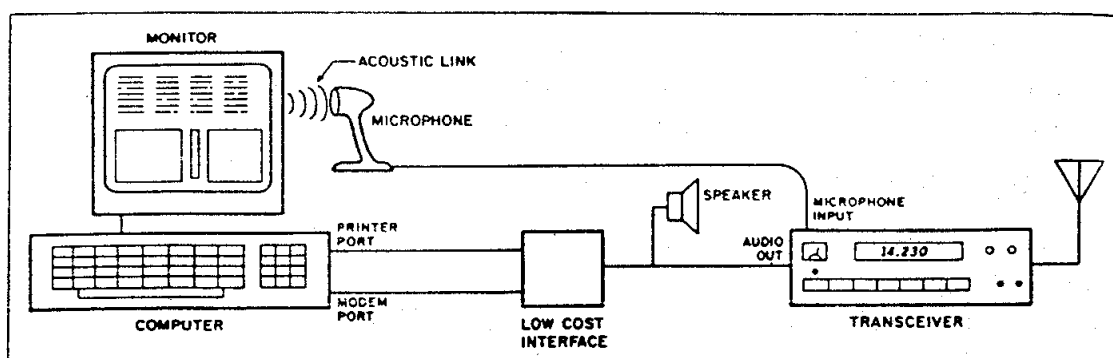 MONITOR
ACOUSTIC LINK
MICROPHONE
SPEAKER
MICROPHONE
INPUT
PRINTER
PORT
AUDIO
OUT
14.230
MODEM
PORT
COMPUTER
LOW COST
INTERFACE
TRANSCEIVER